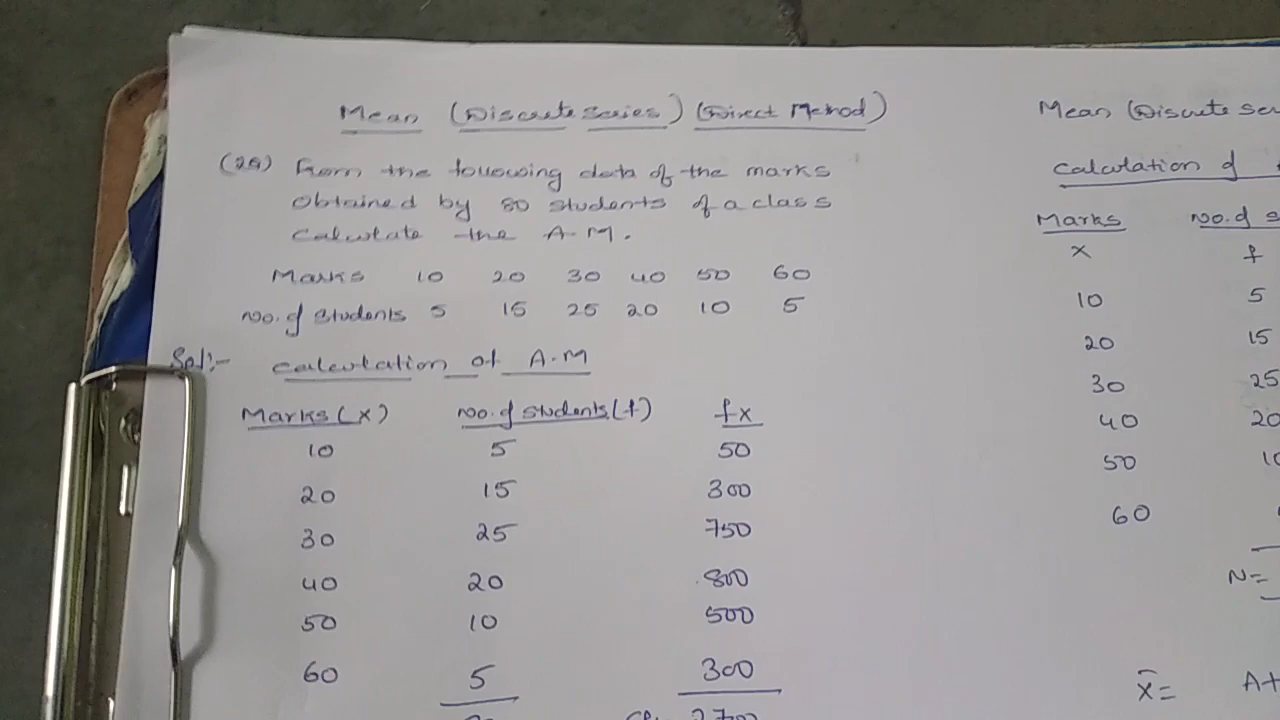 Mean (Discrete Series) (Direct Method)
(29) From the following data of the marks
obtained by 80 students of a class
calculate the A.M.
Marks 10 20 30 40 50 60
No. of students 5 15 25 20 10 5
Sol:- Calculation of A.M
Marks (x) No. of students (f) fx
10 5 50
20 15 300
30 25 750
40 20 800
50 10 500
60 5 300
2700
Mean (Discrete
Calculation of
Marks No. of
x f
10 5
20 15
30 25
40 20
50
60
N=
x̄ = A+